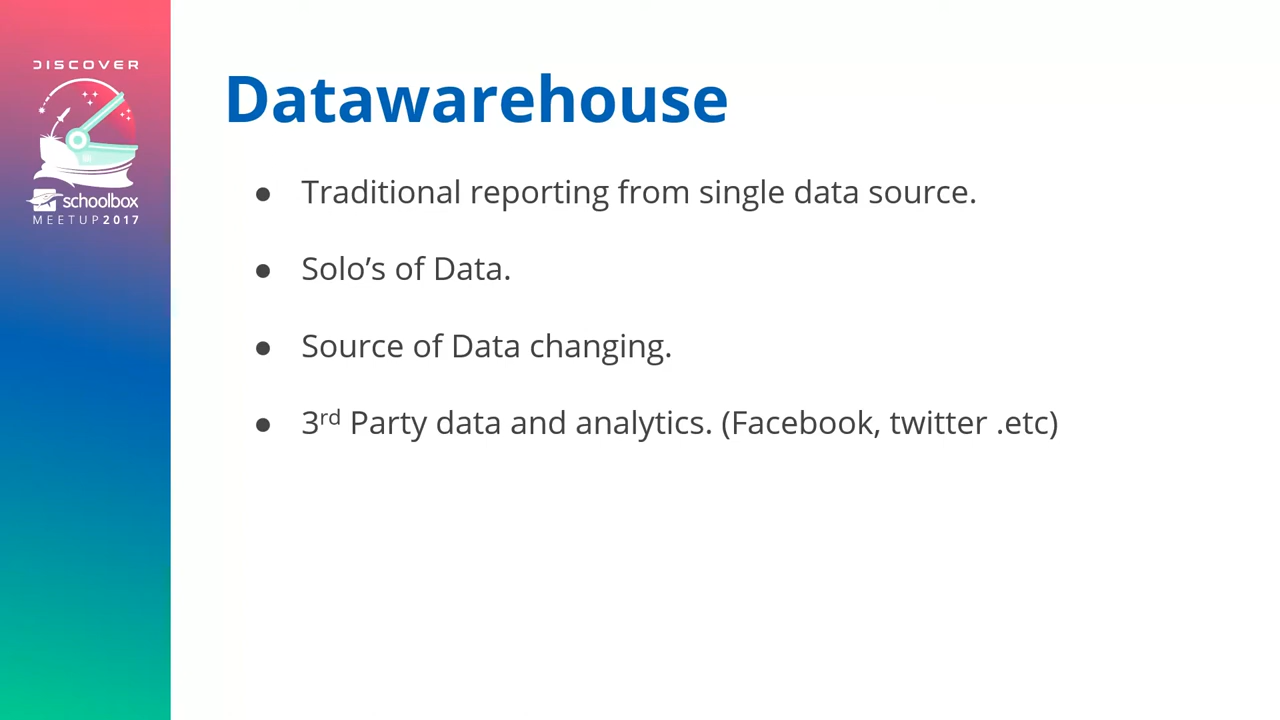 DISCOVER
schoolbox
MEETUP2017
Datawarehouse
● Traditional reporting from single data source.
● Solo’s of Data.
● Source of Data changing.
● 3rd Party data and analytics. (Facebook, twitter .etc)